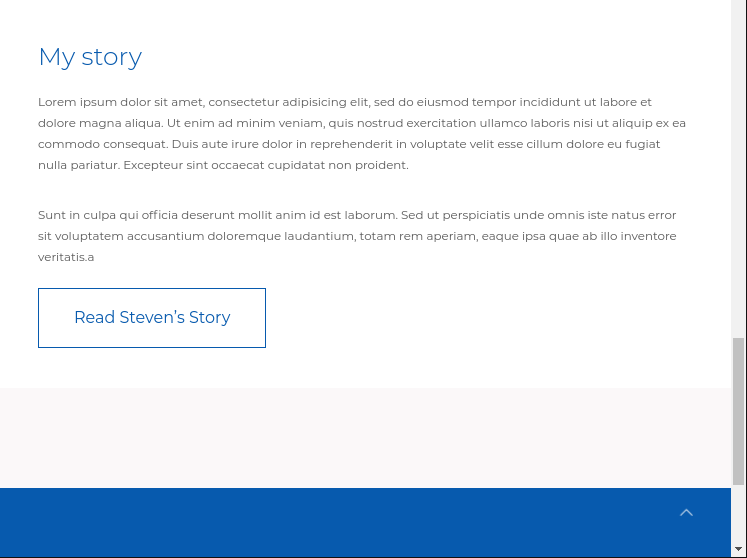 My story
Lorem ipsum dolor sit amet, consectetur adipisicing elit, sed do eiusmod tempor incididunt ut labore et
dolore magna aliqua. Ut enim ad minim veniam, quis nostrud exercitation ullamco laboris nisi ut aliquip ex ea
commodo consequat. Duis aute irure dolor in reprehenderit in voluptate velit esse cillum dolore eu fugiat
nulla pariatur. Excepteur sint occaecat cupidatat non proident.
Sunt in culpa qui officia deserunt mollit anim id est laborum. Sed ut perspiciatis unde omnis iste natus error
sit voluptatem accusantium doloremque laudantium, totam rem aperiam, eaque ipsa quae ab illo inventore
veritatis.a
Read Steven’s Story